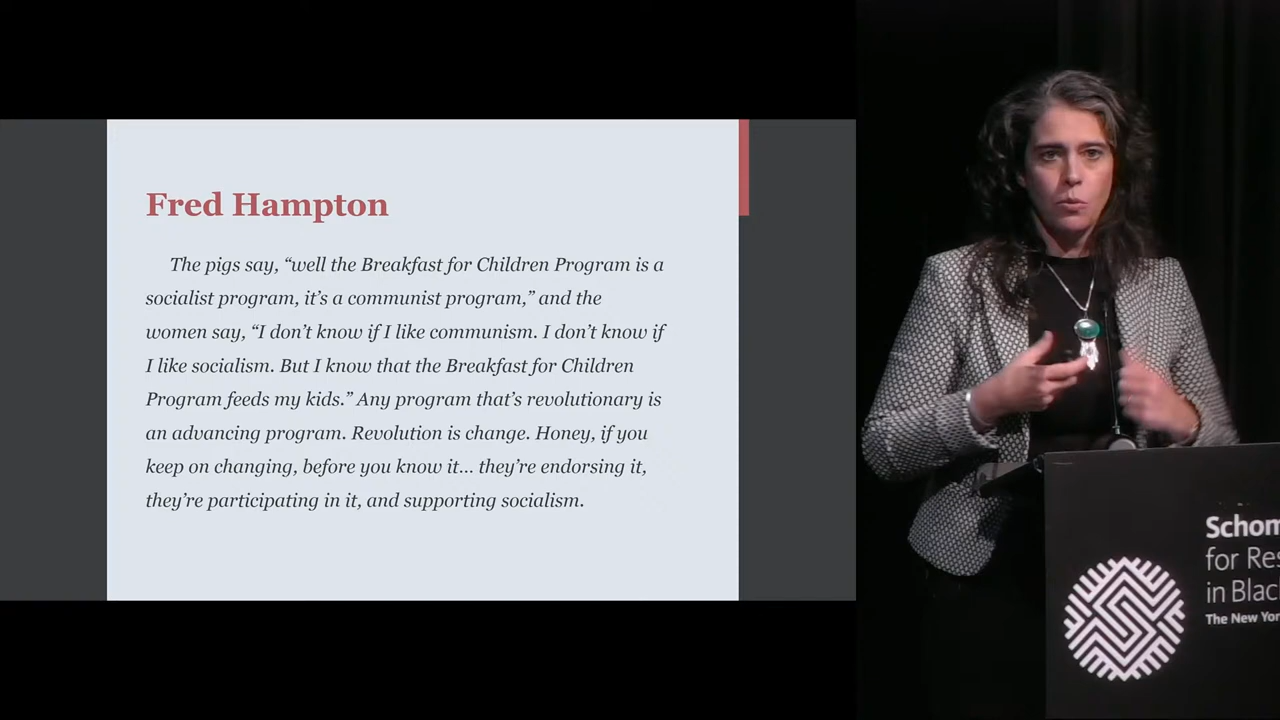 Fred Hampton
The pigs say, “well the Breakfast for Children Program is a
socialist program, it’s a communist program,” and the
women say, “I don’t know if I like communism. I don’t know if
I like socialism. But I know that the Breakfast for Children
Program feeds my kids.” Any program that’s revolutionary is
an advancing program. Revolution is change. Honey, if you
keep on changing, before you know it... they’re endorsing it,
they’re participating in it, and supporting socialism.
Schom
for Res
in Blac
The New Yor